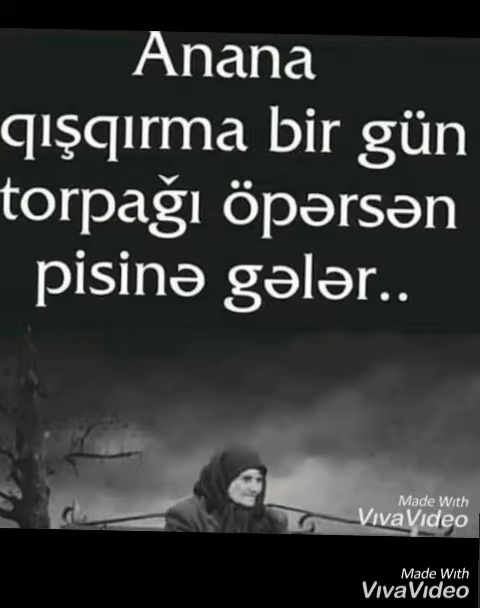 Anana
qışqırma bir gün
torpağı öpərsən
pisinə gələr..
Made With
VivaVideo
Made With
VivaVideo